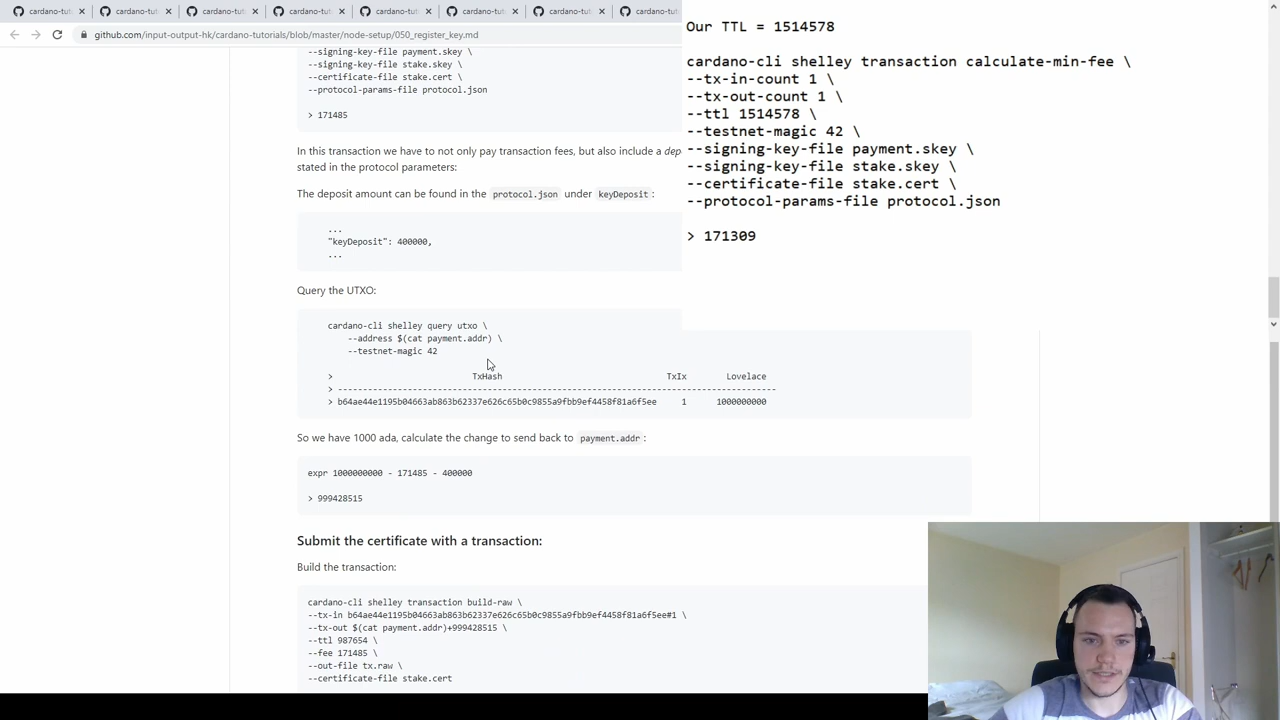 cardano-tut
cardano-tut
cardano-tut
cardano-tut
cardano-tut
cardano-tut
cardano-tut
cardano-tut
github.com/input-output-hk/cardano-tutorials/blob/master/node-setup/050_register_key.md
--signing-key-file payment.skey \
--signing-key-file stake.skey \
--certificate-file stake.cert \
--protocol-params-file protocol.json
> 171485
In this transaction we have to not only pay transaction fees, but also include a
stated in the protocol parameters:
The deposit amount can be found in the protocol.json under keyDeposit :
...
"keyDeposit": 400000,
...
Query the UTXO:
cardano-cli shelley query utxo \
--address $(cat payment.addr) \
--testnet-magic 42
> TxHash TxIx Lovelace
> ----------------------------------------------------------------------------------------
> b64ae44e1195b04663ab863b62337e626c65b0c9855a9fbb9ef4458f81a6f5ee 1 1000000000
So we have 1000 ada, calculate the change to send back to payment.addr :
expr 1000000000 - 171485 - 400000
> 999428515
Submit the certificate with a transaction:
Build the transaction:
cardano-cli shelley transaction build-raw \
--tx-in b64ae44e1195b04663ab863b62337e626c65b0c9855a9fbb9ef4458f81a6f5ee#1 \
--tx-out $(cat payment.addr)+999428515 \
--ttl 987654 \
--fee 171485 \
--out-file tx.raw \
--certificate-file stake.cert
Our TTL = 1514578
cardano-cli shelley transaction calculate-min-fee \
--tx-in-count 1 \
--tx-out-count 1 \
--ttl 1514578 \
--testnet-magic 42 \
--signing-key-file payment.skey \
--signing-key-file stake.skey \
--certificate-file stake.cert \
--protocol-params-file protocol.json
> 171309